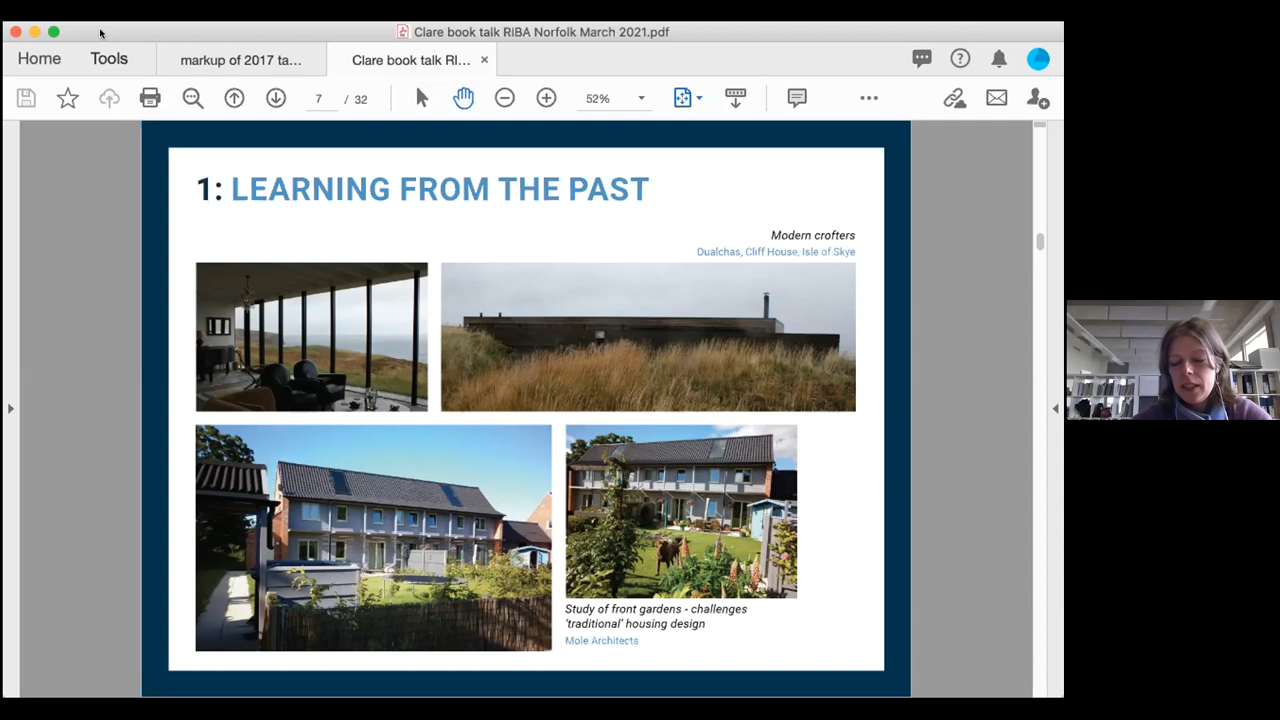 Clare book talk RIBA Norfolk March 2021.pdf
Home
Tools
markup of 2017 ta...
Clare book talk RI...
7 / 32
52%
1: LEARNING FROM THE PAST
Modern crofters
Dualchas, Cliff House, Isle of Skye
Study of front gardens - challenges
'traditional' housing design
Mole Architects